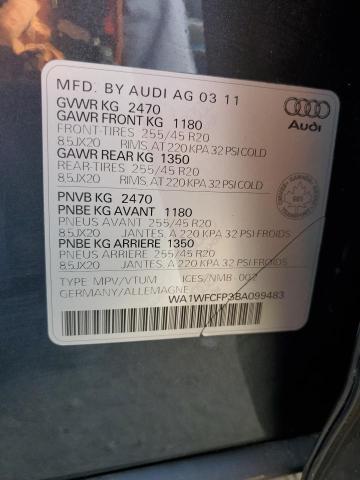 MFD. BY AUDI AG 03 11
GVWR KG 2470
GAWR FRONT KG 1180
FRONT-TIRES 255/45 R20
8.5JX20 RIMS, AT 220 KPA 32 PSI COLD
GAWR REAR KG 1350
REAR-TIRES 255/45 R20
8.5JX20 RIMS, AT 220 KPA 32 PSI COLD
Audi
PNVB KG 2470
PNBE KG AVANT 1180
PNEUS AVANT 255/45 R20
8.5JX20 JANTES, A 220 KPA 32 PSI FROIDS
PNBE KG ARRIERE 1350
PNEUS ARRIERE 255/45 R20
8.5JX20 JANTES, A 220 KPA 32 PSI FROIDS
TYPE MPV/VTUM ICES/NMB-002
GERMANY/ALLEMAGNE
WA1WFCFP3BA099483